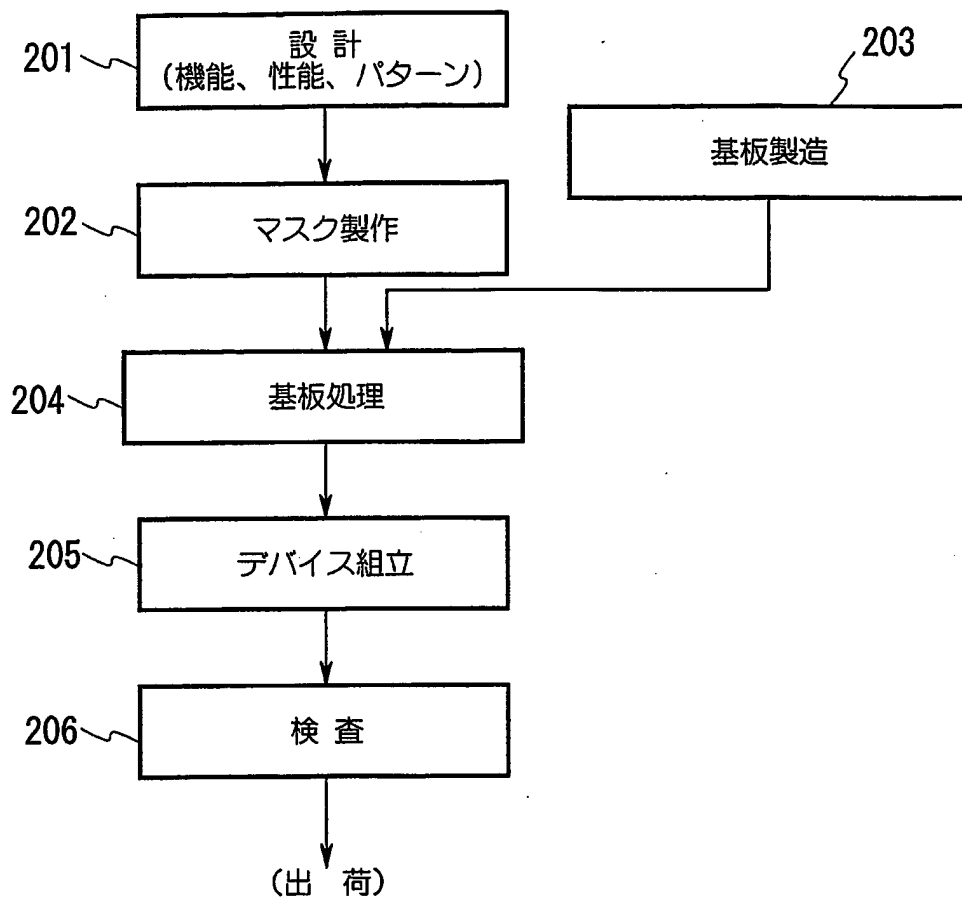 201
設 計
(機能、性能、パターン)
203
基板製造
202
マスク製作
204
基板処理
205
デバイス組立
206
検 査
(出 荷)